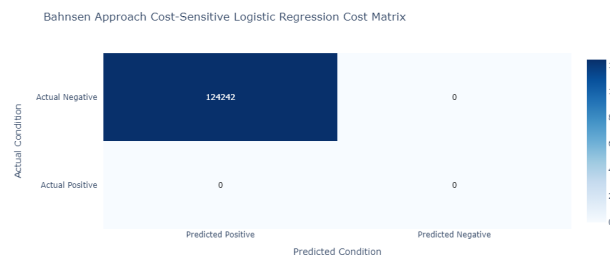 Bahnsen Approach Cost-Sensitive Logistic Regression Cost Matrix
Actual Condition
Actual Negative
124242
0
Actual Positive
0
0
Predicted Positive
Predicted Negative
Predicted Condition